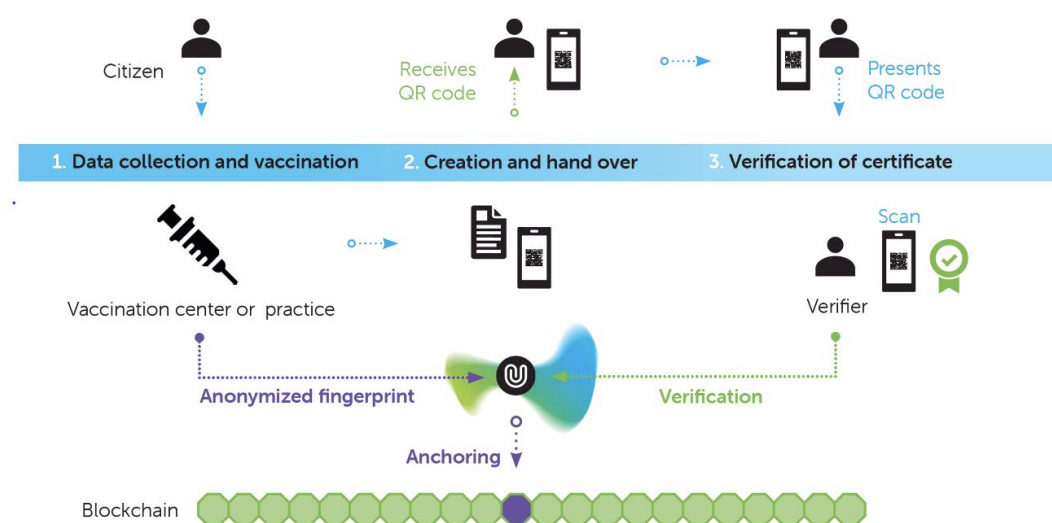 Citizen
Receives
QR code
Presents
QR code
1. Data collection and vaccination
2. Creation and hand over
3. Verification of certificate
Scan
Vaccination center or practice
Verifier
Anonymized fingerprint
Verification
Anchoring
Blockchain